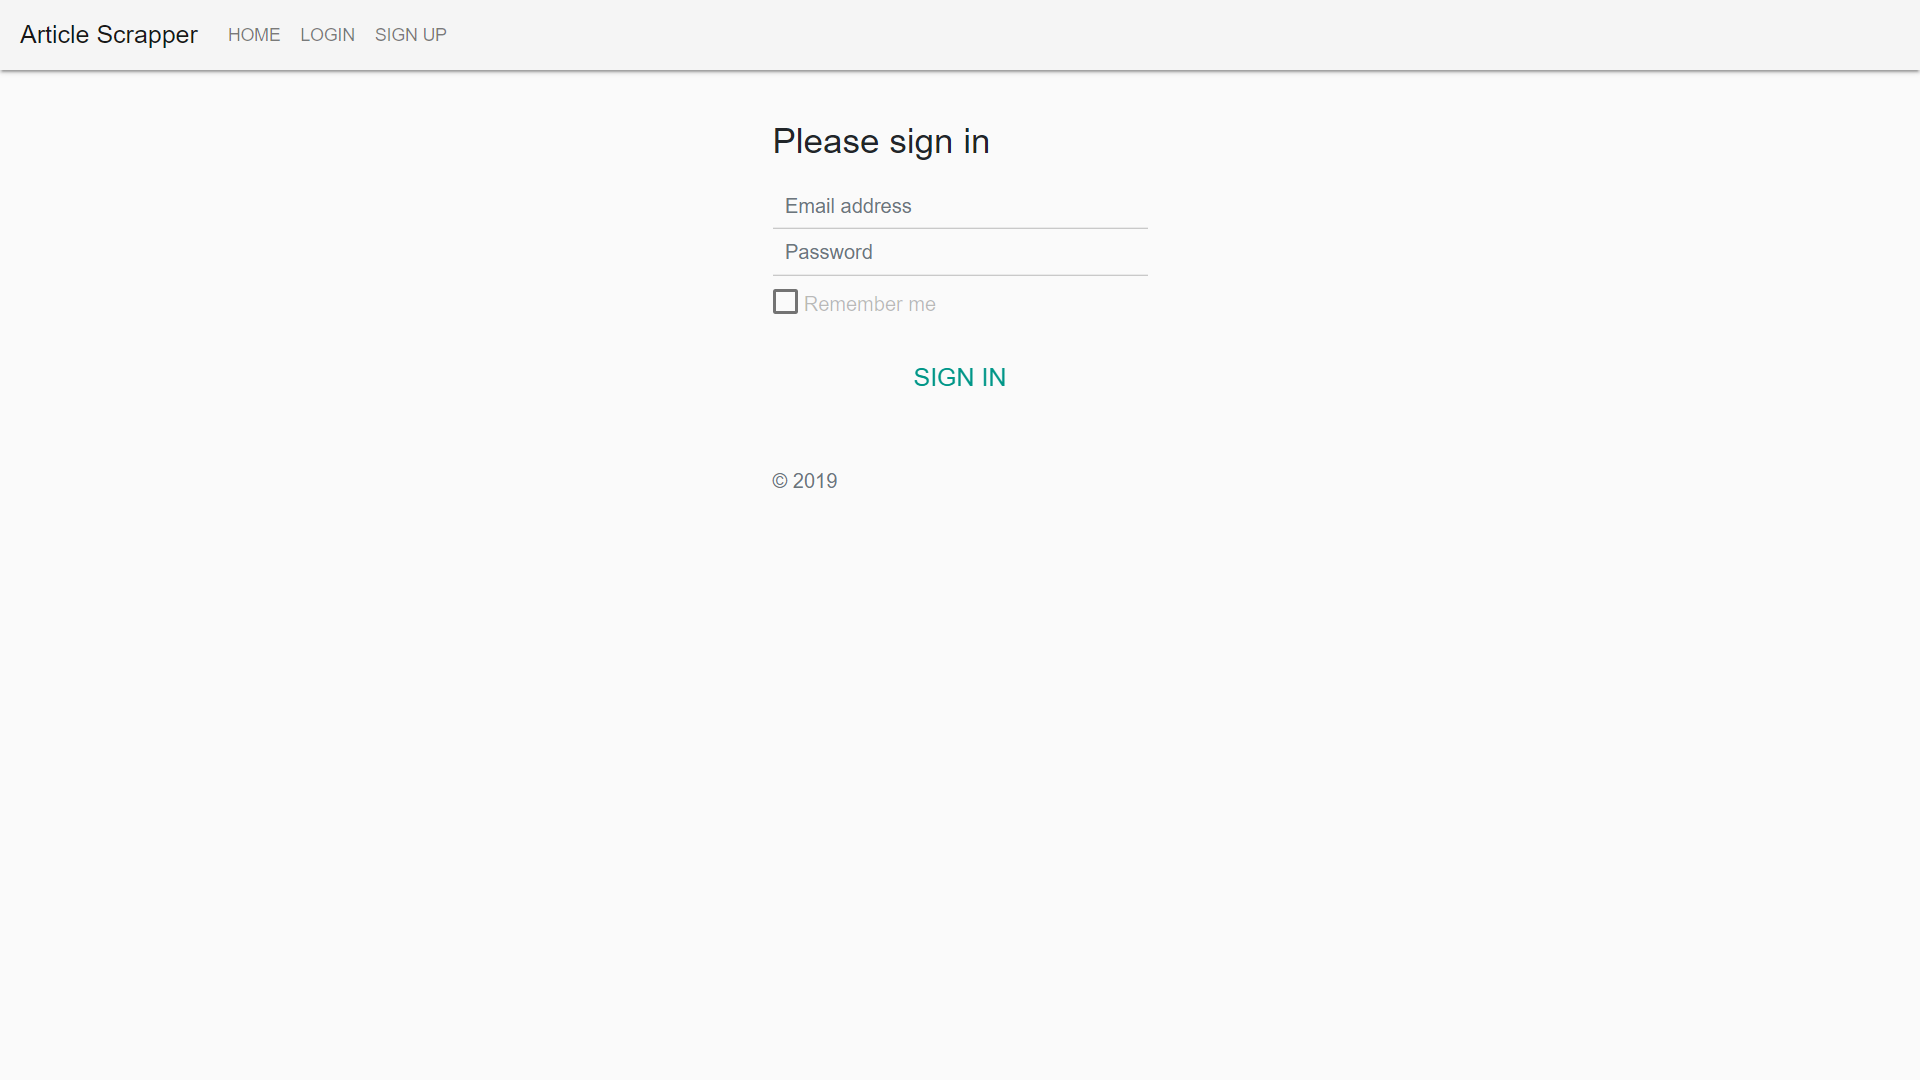 Article Scrapper HOME LOGIN SIGN UP
Please sign in
Email address
Password
Remember me
SIGN IN
© 2019